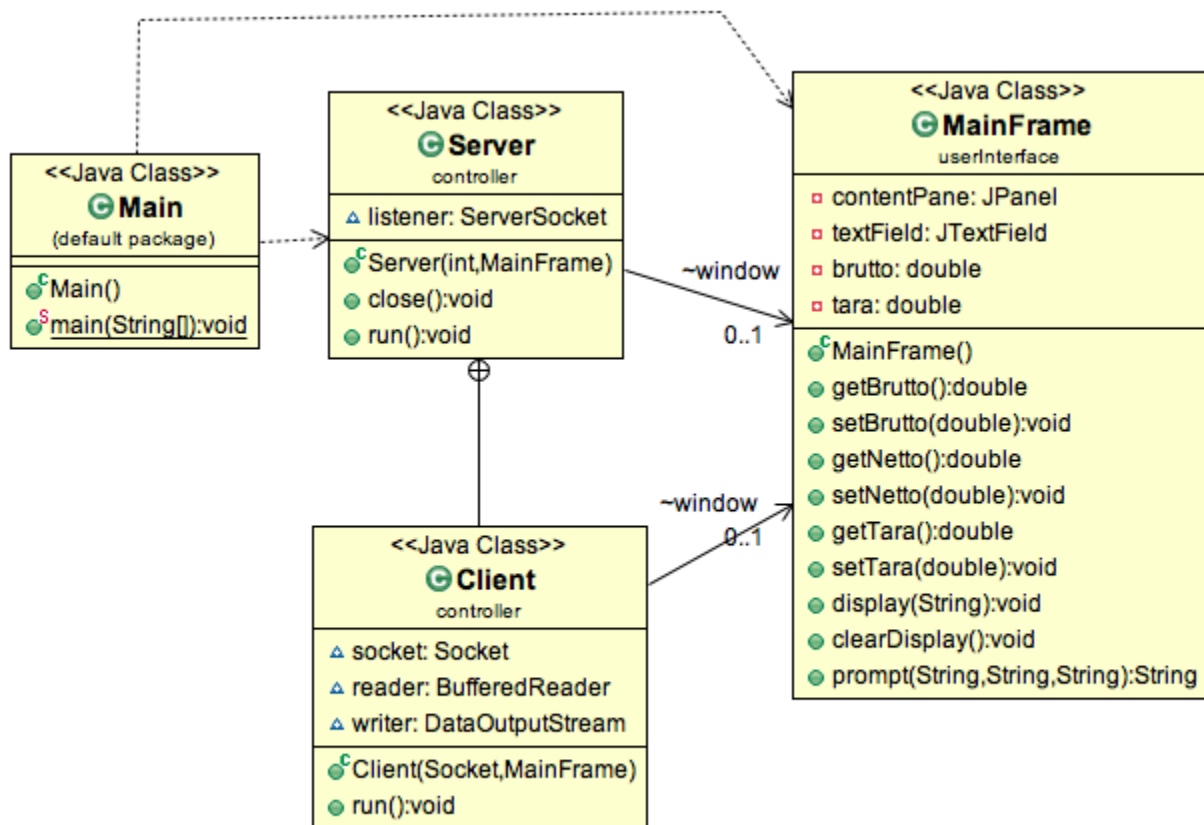 <<Java Class>>
C Main
(default package)
C Main()
S main(String[]):void
<<Java Class>>
C Server
controller
listener: ServerSocket
C Server(int,MainFrame)
close():void
run():void
~window
0..1
<<Java Class>>
C MainFrame
userInterface
contentPane: JPanel
textField: JTextField
brutto: double
tara: double
C MainFrame()
getBrutto():double
setBrutto(double):void
getNetto():double
setNetto(double):void
getTara():double
setTara(double):void
display(String):void
clearDisplay():void
prompt(String,String,String):String
~window
0..1
<<Java Class>>
C Client
controller
socket: Socket
reader: BufferedReader
writer: DataOutputStream
C Client(Socket,MainFrame)
run():void